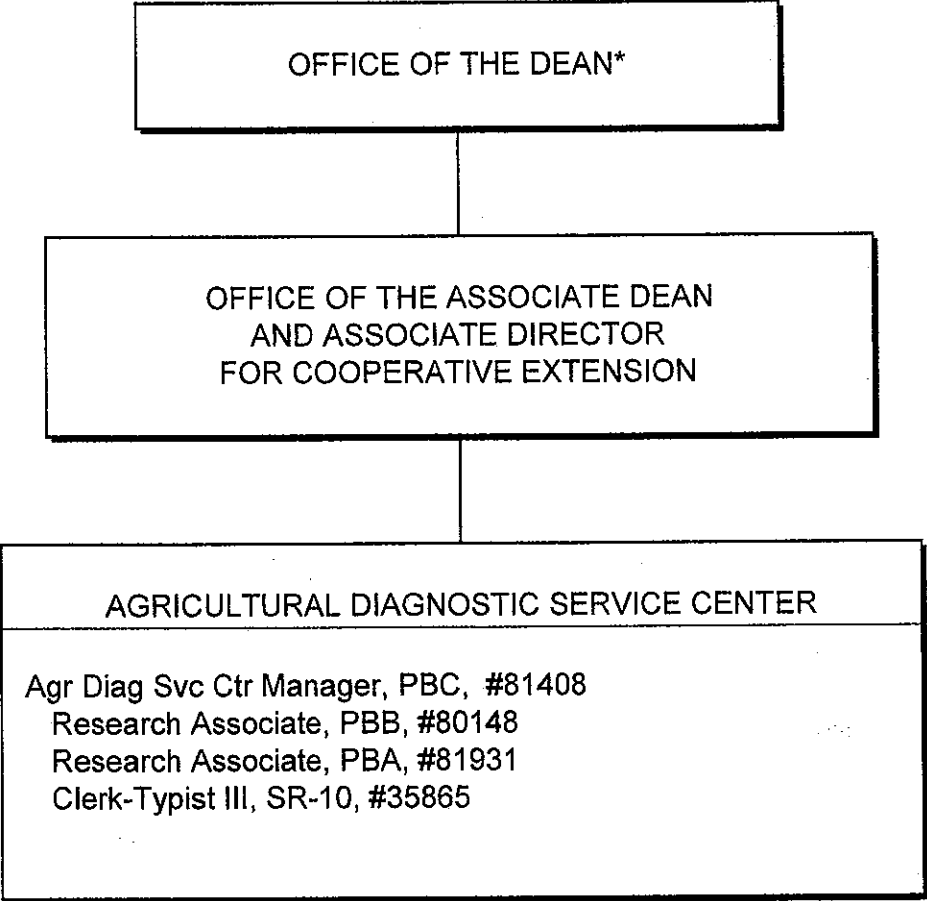 OFFICE OF THE DEAN*
OFFICE OF THE ASSOCIATE DEAN
AND ASSOCIATE DIRECTOR
FOR COOPERATIVE EXTENSION
AGRICULTURAL DIAGNOSTIC SERVICE CENTER
Agr Diag Svc Ctr Manager, PBC, #81408
Research Associate, PBB, #80148
Research Associate, PBA, #81931
Clerk-Typist III, SR-10, #35865